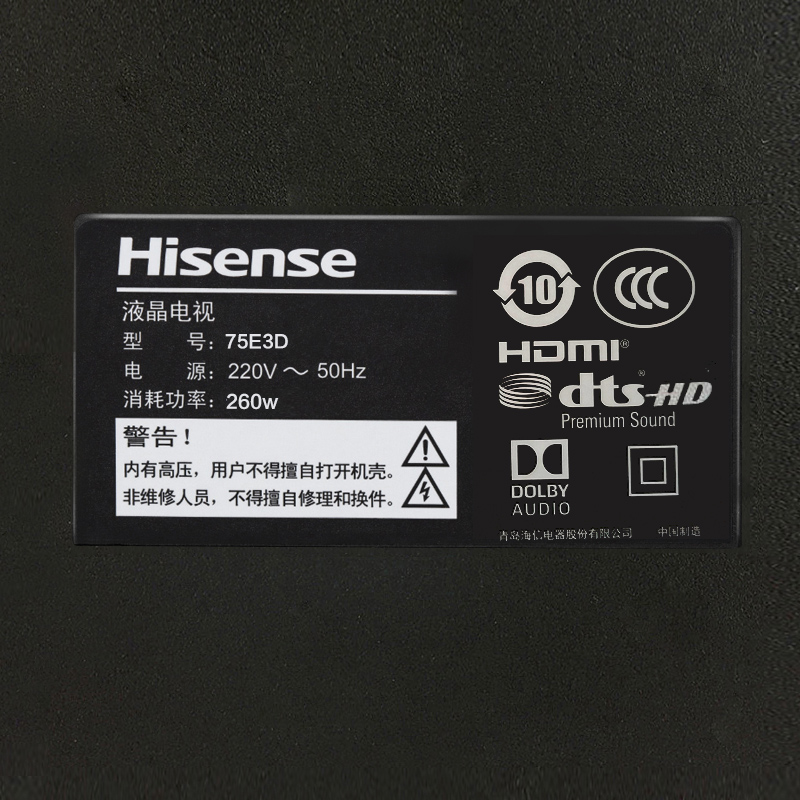 Hisense
液晶电视
型 号：75E3D
电 源：220V～50Hz
消耗功率：260w
警告！
内有高压，用户不得擅自打开机壳。
非维修人员，不得擅自修理和换件。
10
CCC
HDMI®
dts-HD®
Premium Sound
DOLBY
AUDIO
青岛海信电器股份有限公司 中国制造